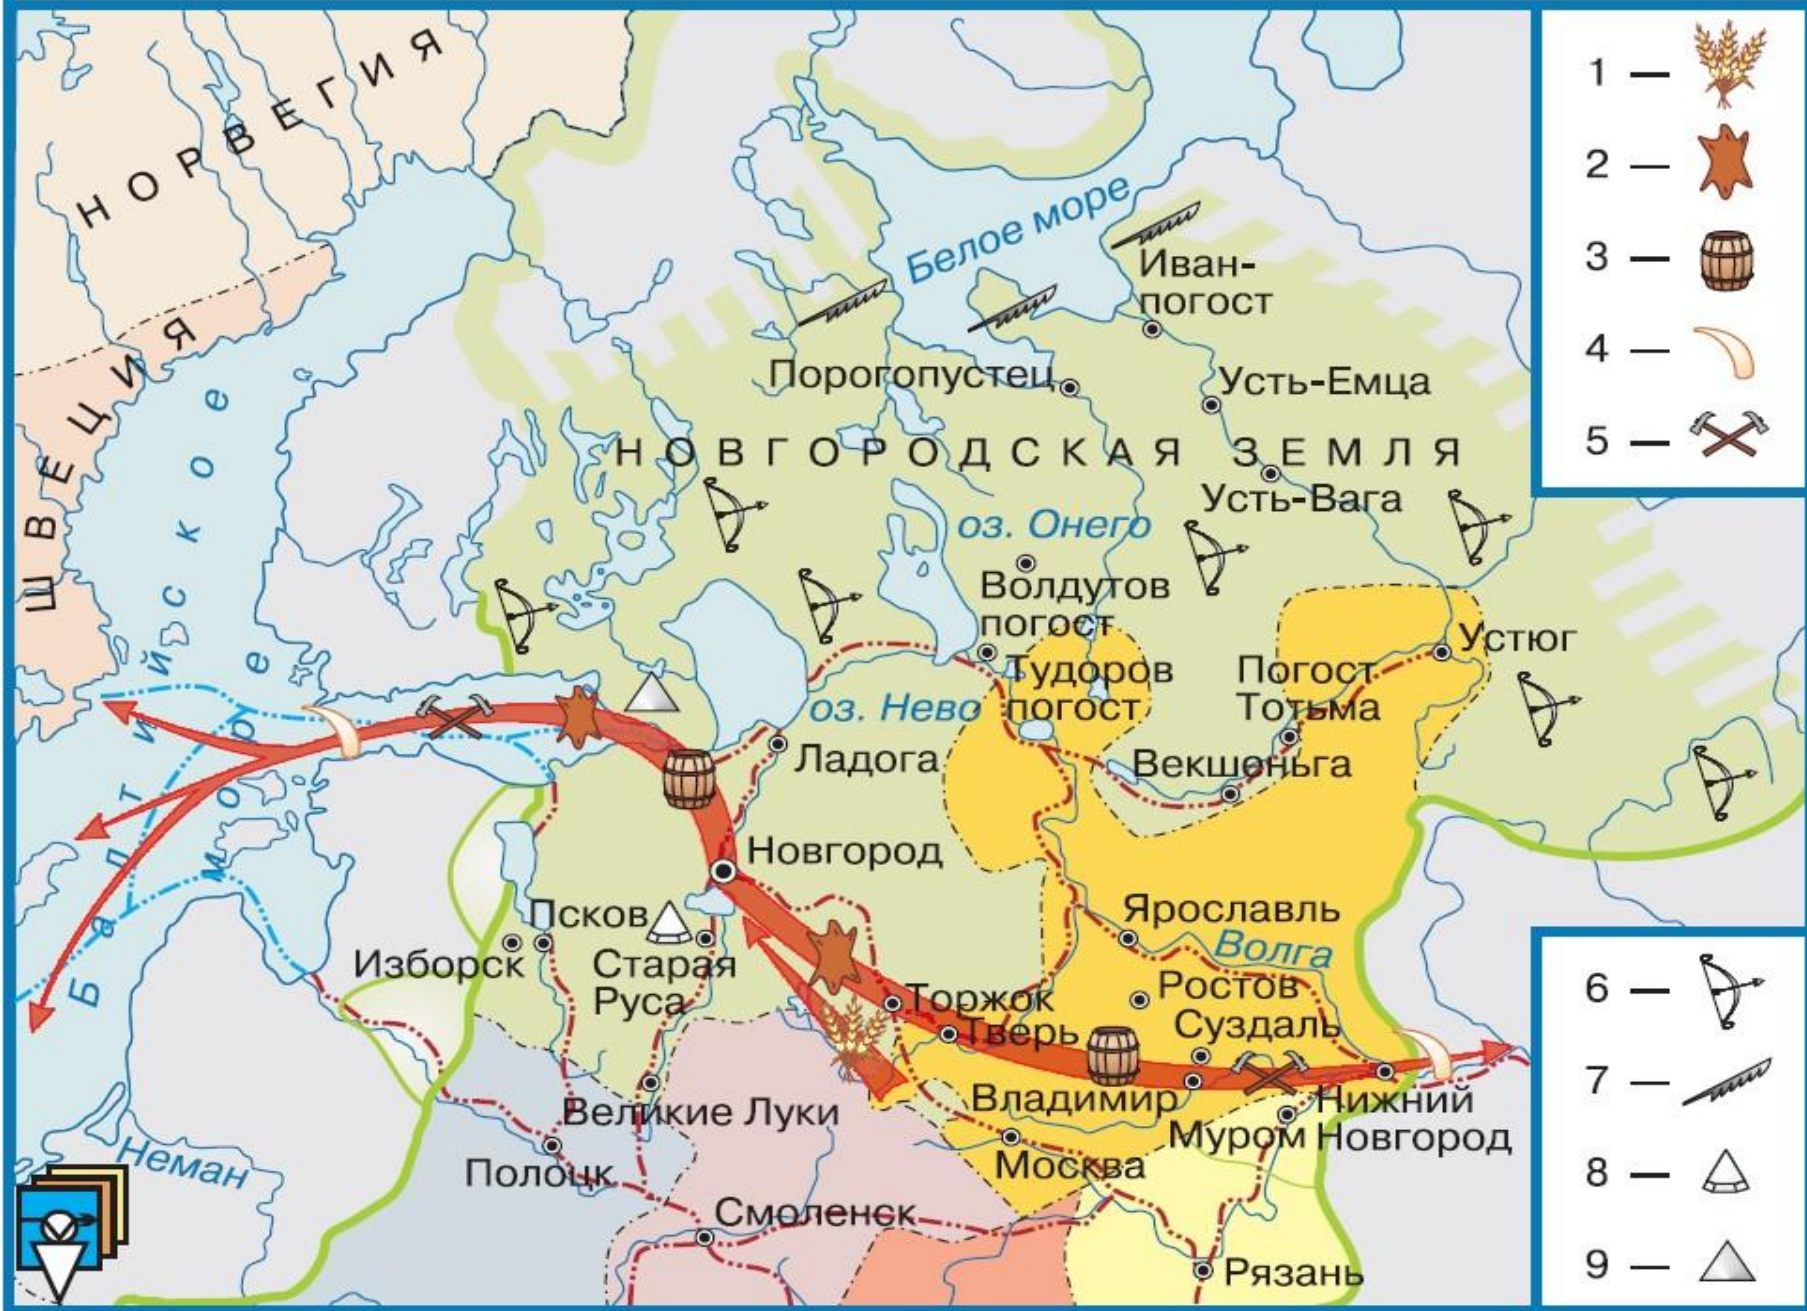 НОРВЕГИЯ
ШВЕЦИЯ
Балтийское
море
Белое море
Иван-
погост
Порогопустец
Усть-Емца
НОВГОРОДСКАЯ ЗЕМЛЯ
Усть-Вага
оз. Онего
Волдутов
погост
Тудоров
погост
Устюг
Погост
Тотьма
оз. Нево
Ладога
Векшеньга
Новгород
Псков
Изборск
Старая
Руса
Ярославль
Волга
Ростов
Суздаль
Торжок
Тверь
Владимир
Нижний
Новгород
Муром
Москва
Великие Луки
Полоцк
Неман
Смоленск
Рязань
1 —
2 —
3 —
4 —
5 —
6 —
7 —
8 —
9 —